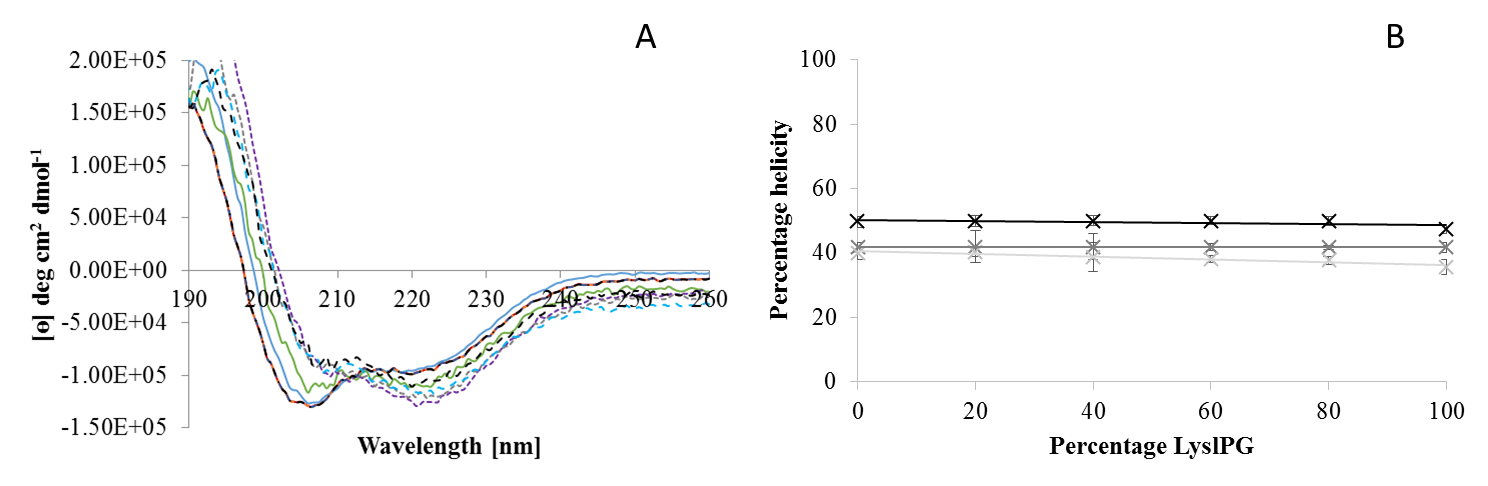 A
2.00E+05
1.50E+05
1.00E+05
5.00E+04
0.00E+00
-5.00E+04
-1.00E+05
-1.50E+05
190 200 210 220 230 240 250 260
[ɵ] deg cm² dmol⁻¹
Wavelength [nm]
B
100
80
60
40
20
0
0 20 40 60 80 100
Percentage helicity
Percentage LyslPG